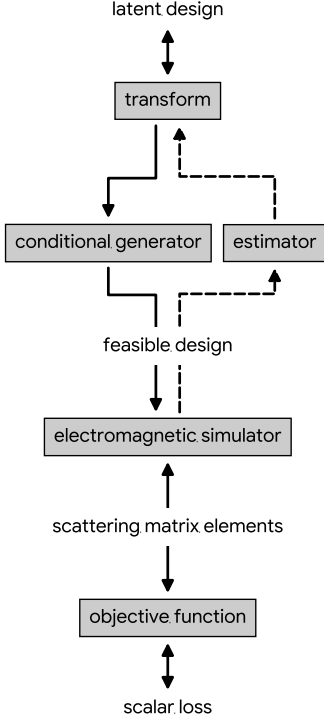 latent design
transform
conditional generator
estimator
feasible design
electromagnetic simulator
scattering matrix elements
objective function
scalar loss